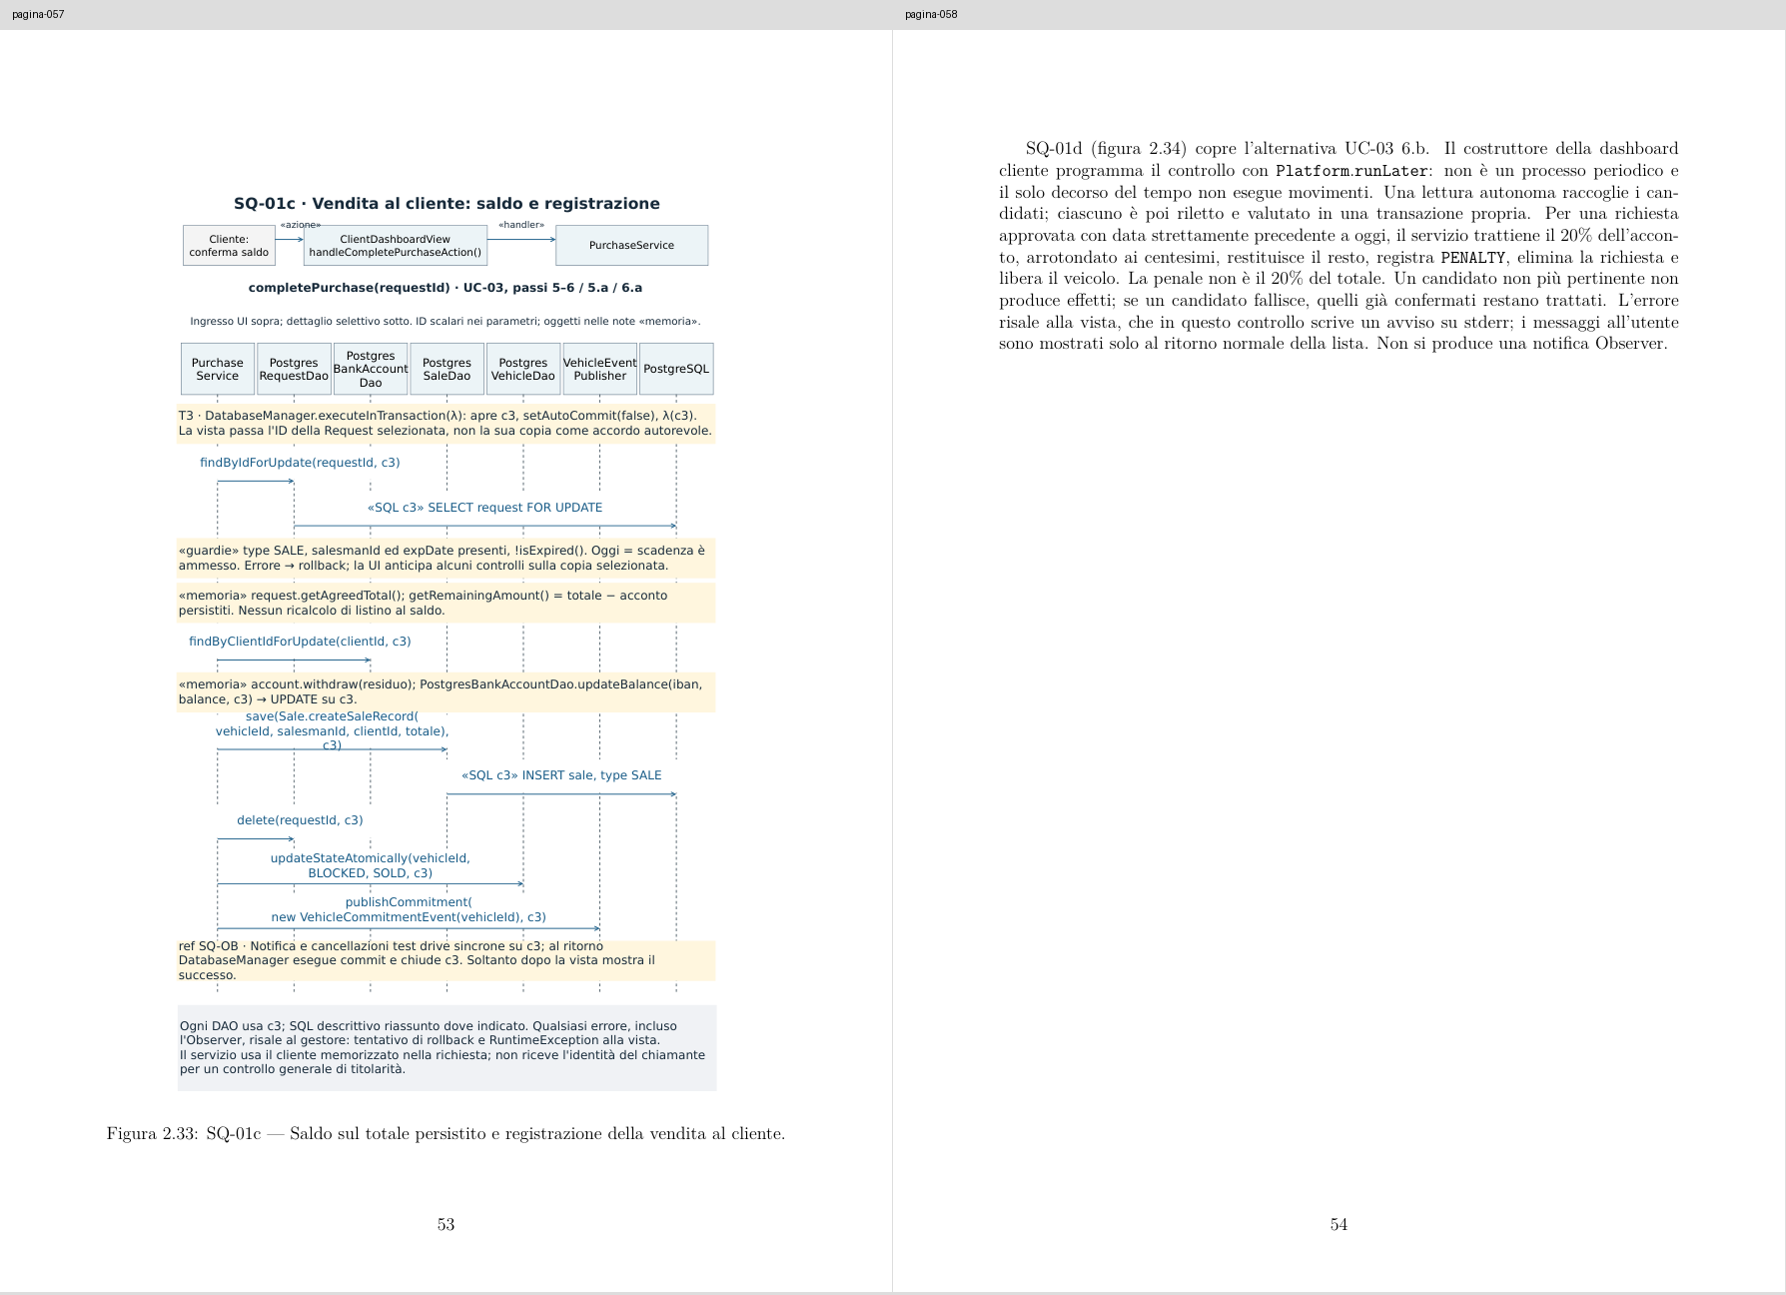 pagina-057
SQ-01c · Vendita al cliente: saldo e registrazione
«azione»
«handler»
Cliente:
conferma saldo
ClientDashboardView
handleCompletePurchaseAction()
PurchaseService
completePurchase(requestId) · UC-03, passi 5–6 / 5.a / 6.a
Ingresso UI sopra; dettaglio selettivo sotto. ID scalari nei parametri; oggetti nelle note «memoria».
Purchase
Service
Postgres
RequestDao
Postgres
BankAccount
Dao
Postgres
SaleDao
Postgres
VehicleDao
VehicleEvent
Publisher
PostgreSQL
T3 · DatabaseManager.executeInTransaction(λ): apre c3, setAutoCommit(false), λ(c3).
La vista passa l'ID della Request selezionata, non la sua copia come accordo autorevole.
findByIdForUpdate(requestId, c3)
«SQL c3» SELECT request FOR UPDATE
«guardie» type SALE, salesmanId ed expDate presenti, !isExpired(). Oggi = scadenza è
ammesso. Errore → rollback; la UI anticipa alcuni controlli sulla copia selezionata.
«memoria» request.getAgreedTotal(); getRemainingAmount() = totale − acconto
persistiti. Nessun ricalcolo di listino al saldo.
findByClientIdForUpdate(clientId, c3)
«memoria» account.withdraw(residuo); PostgresBankAccountDao.updateBalance(iban,
balance, c3) → UPDATE su c3.
save(Sale.createSaleRecord(
vehicleId, salesmanId, clientId, totale),
c3)
«SQL c3» INSERT sale, type SALE
delete(requestId, c3)
updateStateAtomically(vehicleId,
BLOCKED, SOLD, c3)
publishCommitment(
new VehicleCommitmentEvent(vehicleId), c3)
ref SQ-OB · Notifica e cancellazioni test drive sincrone su c3; al ritorno
DatabaseManager esegue commit e chiude c3. Soltanto dopo la vista mostra il
successo.
Ogni DAO usa c3; SQL descrittivo riassunto dove indicato. Qualsiasi errore, incluso
l'Observer, risale al gestore: tentativo di rollback e RuntimeException alla vista.
Il servizio usa il cliente memorizzato nella richiesta; non riceve l'identità del chiamante
per un controllo generale di titolarità.
Figura 2.33: SQ-01c — Saldo sul totale persistito e registrazione della vendita al cliente.
53
pagina-058
SQ-01d (figura 2.34) copre l'alternativa UC-03 6.b. Il costruttore della dashboard
cliente programma il controllo con Platform.runLater: non è un processo periodico e
il solo decorso del tempo non esegue movimenti. Una lettura autonoma raccoglie i can-
didati; ciascuno è poi riletto e valutato in una transazione propria. Per una richiesta
approvata con data strettamente precedente a oggi, il servizio trattiene il 20% dell'accon-
to, arrotondato ai centesimi, restituisce il resto, registra PENALTY, elimina la richiesta e
libera il veicolo. La penale non è il 20% del totale. Un candidato non più pertinente non
produce effetti; se un candidato fallisce, quelli già confermati restano trattati. L'errore
risale alla vista, che in questo controllo scrive un avviso su stderr; i messaggi all'utente
sono mostrati solo al ritorno normale della lista. Non si produce una notifica Observer.
54